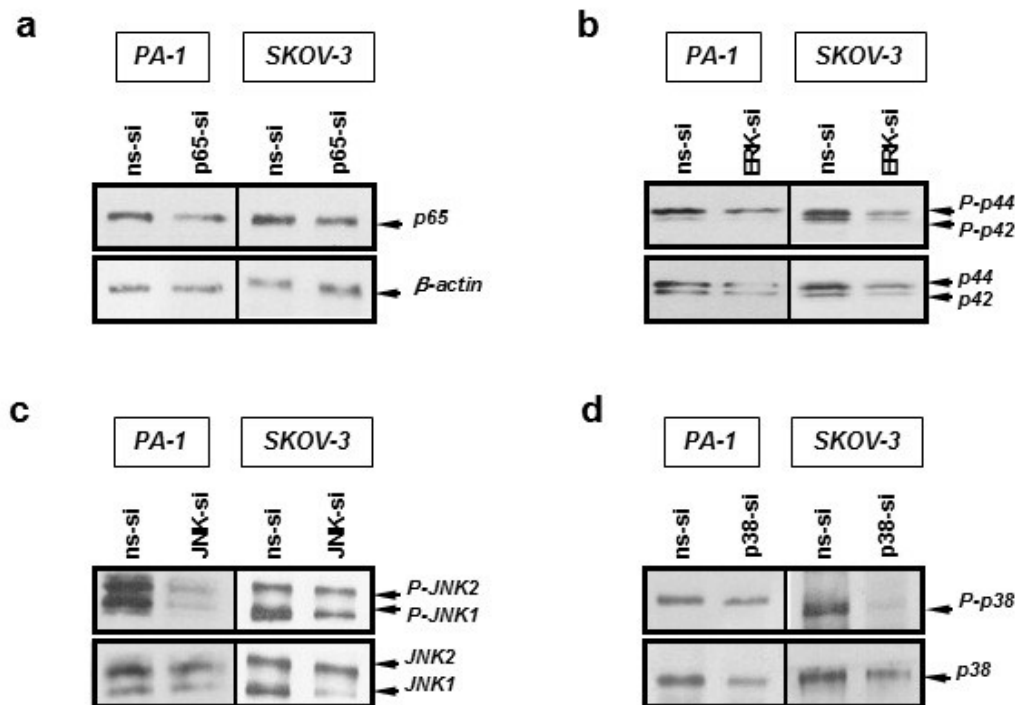 a
PA-1 SKOV-3
ns-si p65-si ns-si p65-si
p65
β-actin
b
PA-1 SKOV-3
ns-si ERK-si ns-si ERK-si
P-p44
P-p42
p44
p42
c
PA-1 SKOV-3
ns-si JNK-si ns-si JNK-si
P-JNK2
P-JNK1
JNK2
JNK1
d
PA-1 SKOV-3
ns-si p38-si ns-si p38-si
P-p38
p38